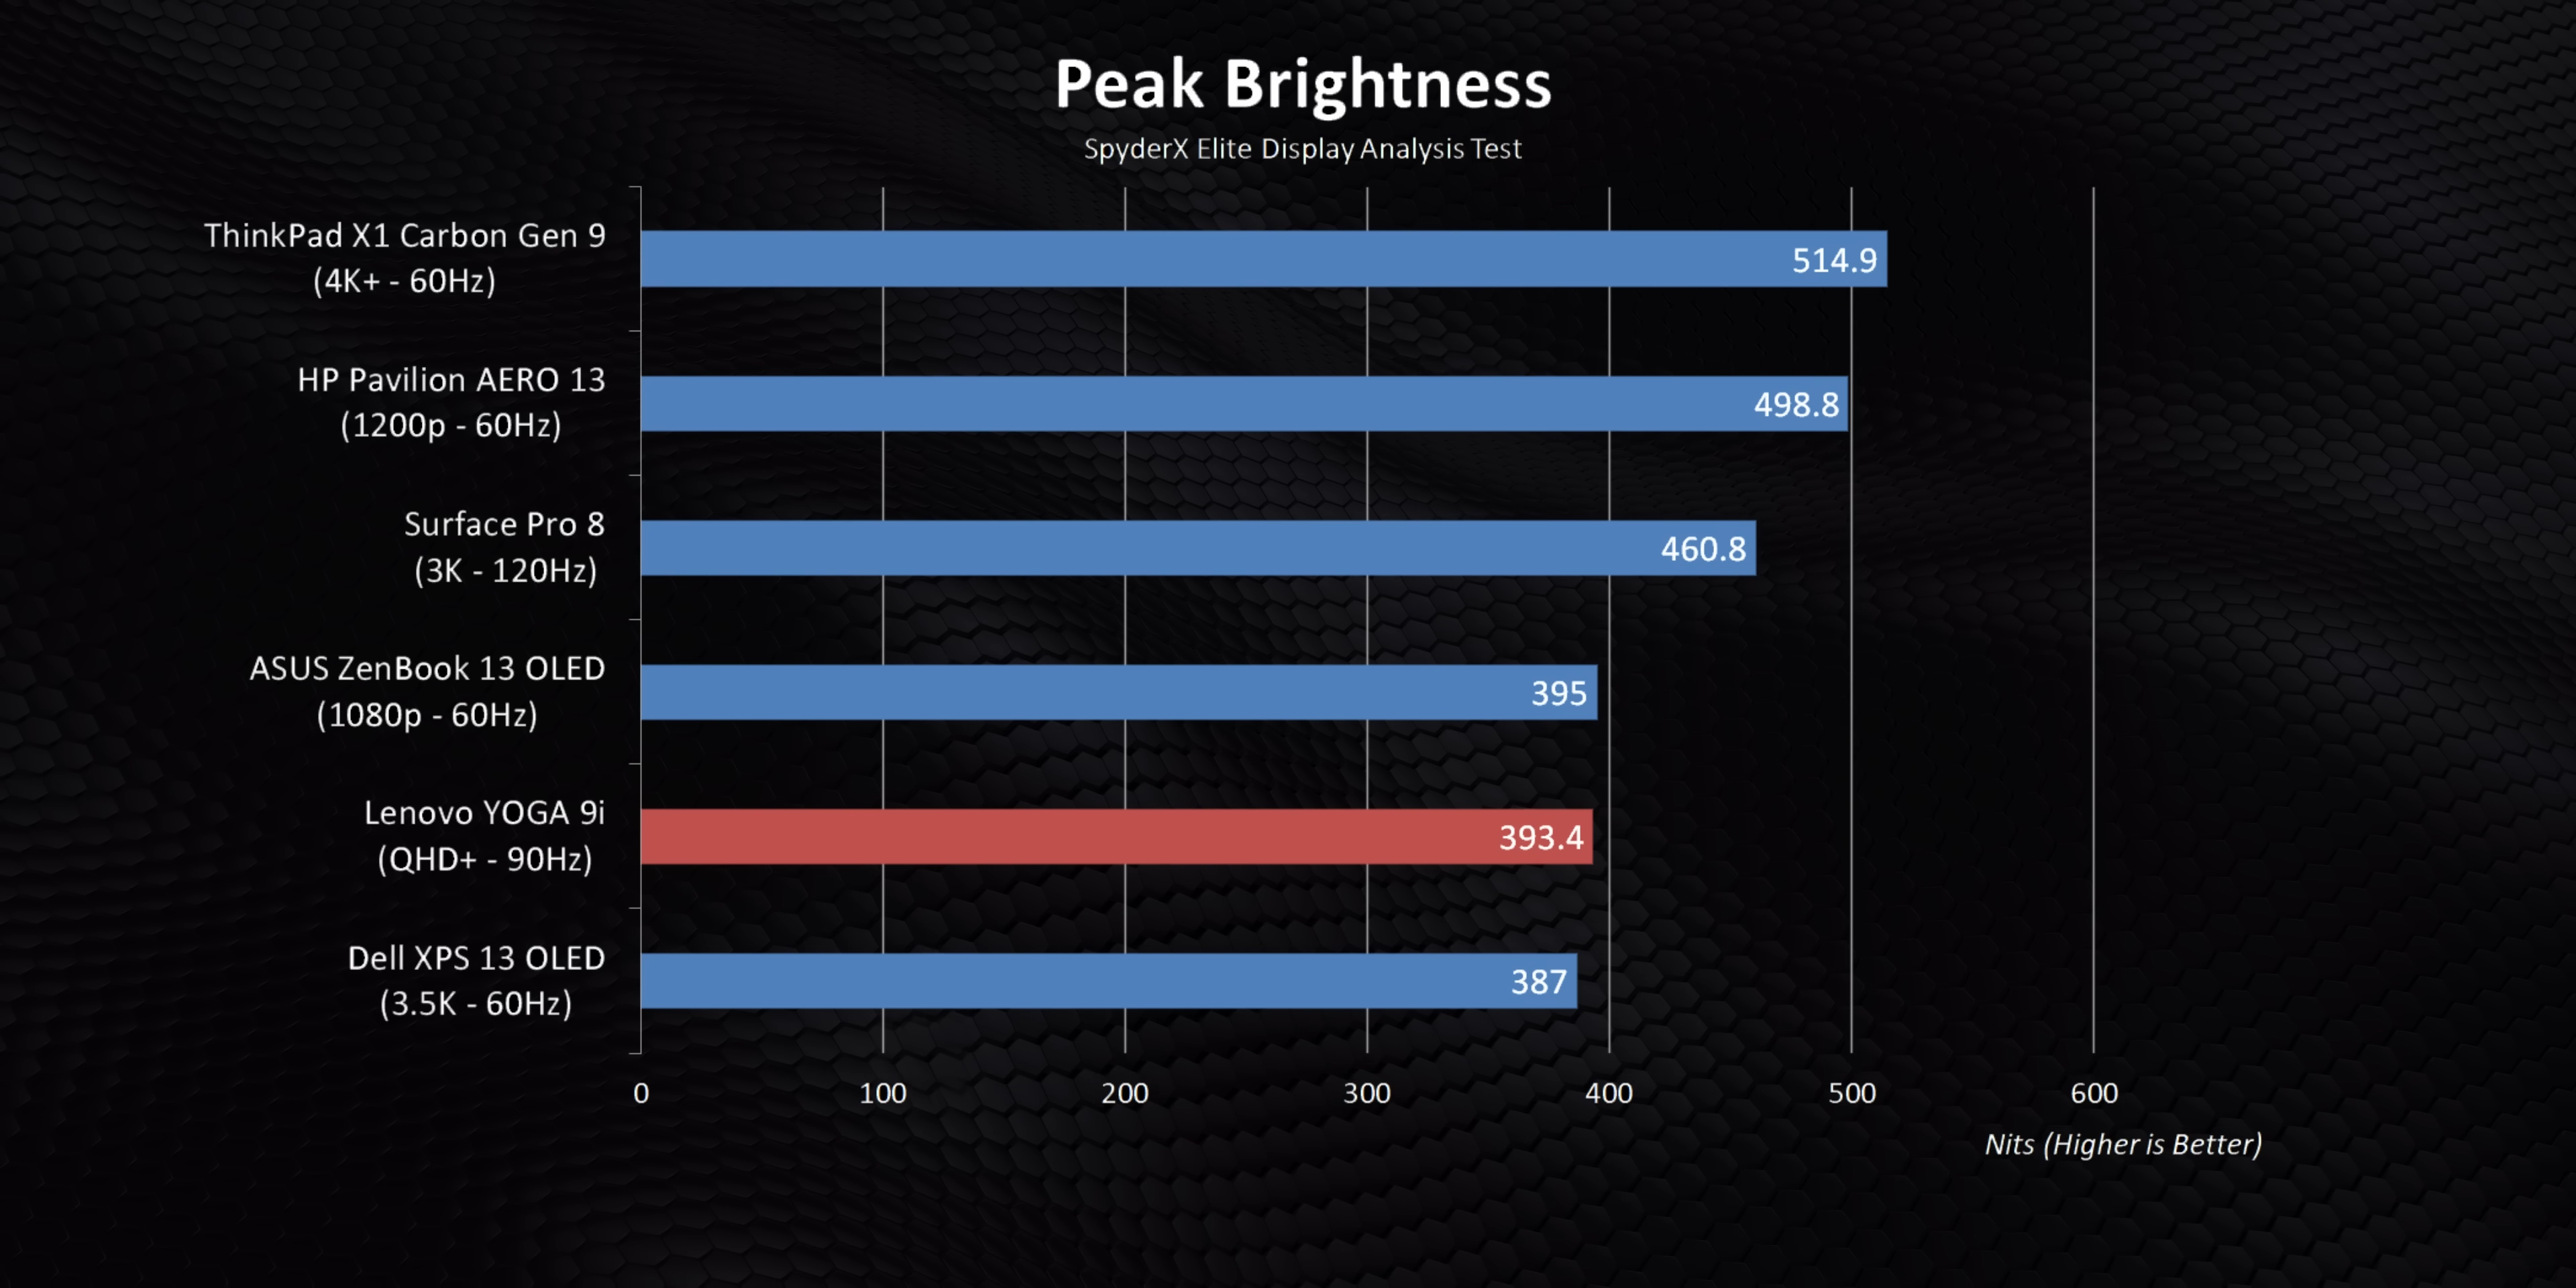 Peak Brightness
SpyderX Elite Display Analysis Test
ThinkPad X1 Carbon Gen 9
(4K+ - 60Hz)
514.9
HP Pavilion AERO 13
(1200p - 60Hz)
498.8
Surface Pro 8
(3K - 120Hz)
460.8
ASUS ZenBook 13 OLED
(1080p - 60Hz)
395
Lenovo YOGA 9i
(QHD+ - 90Hz)
393.4
Dell XPS 13 OLED
(3.5K - 60Hz)
387
0 100 200 300 400 500 600
Nits (Higher is Better)